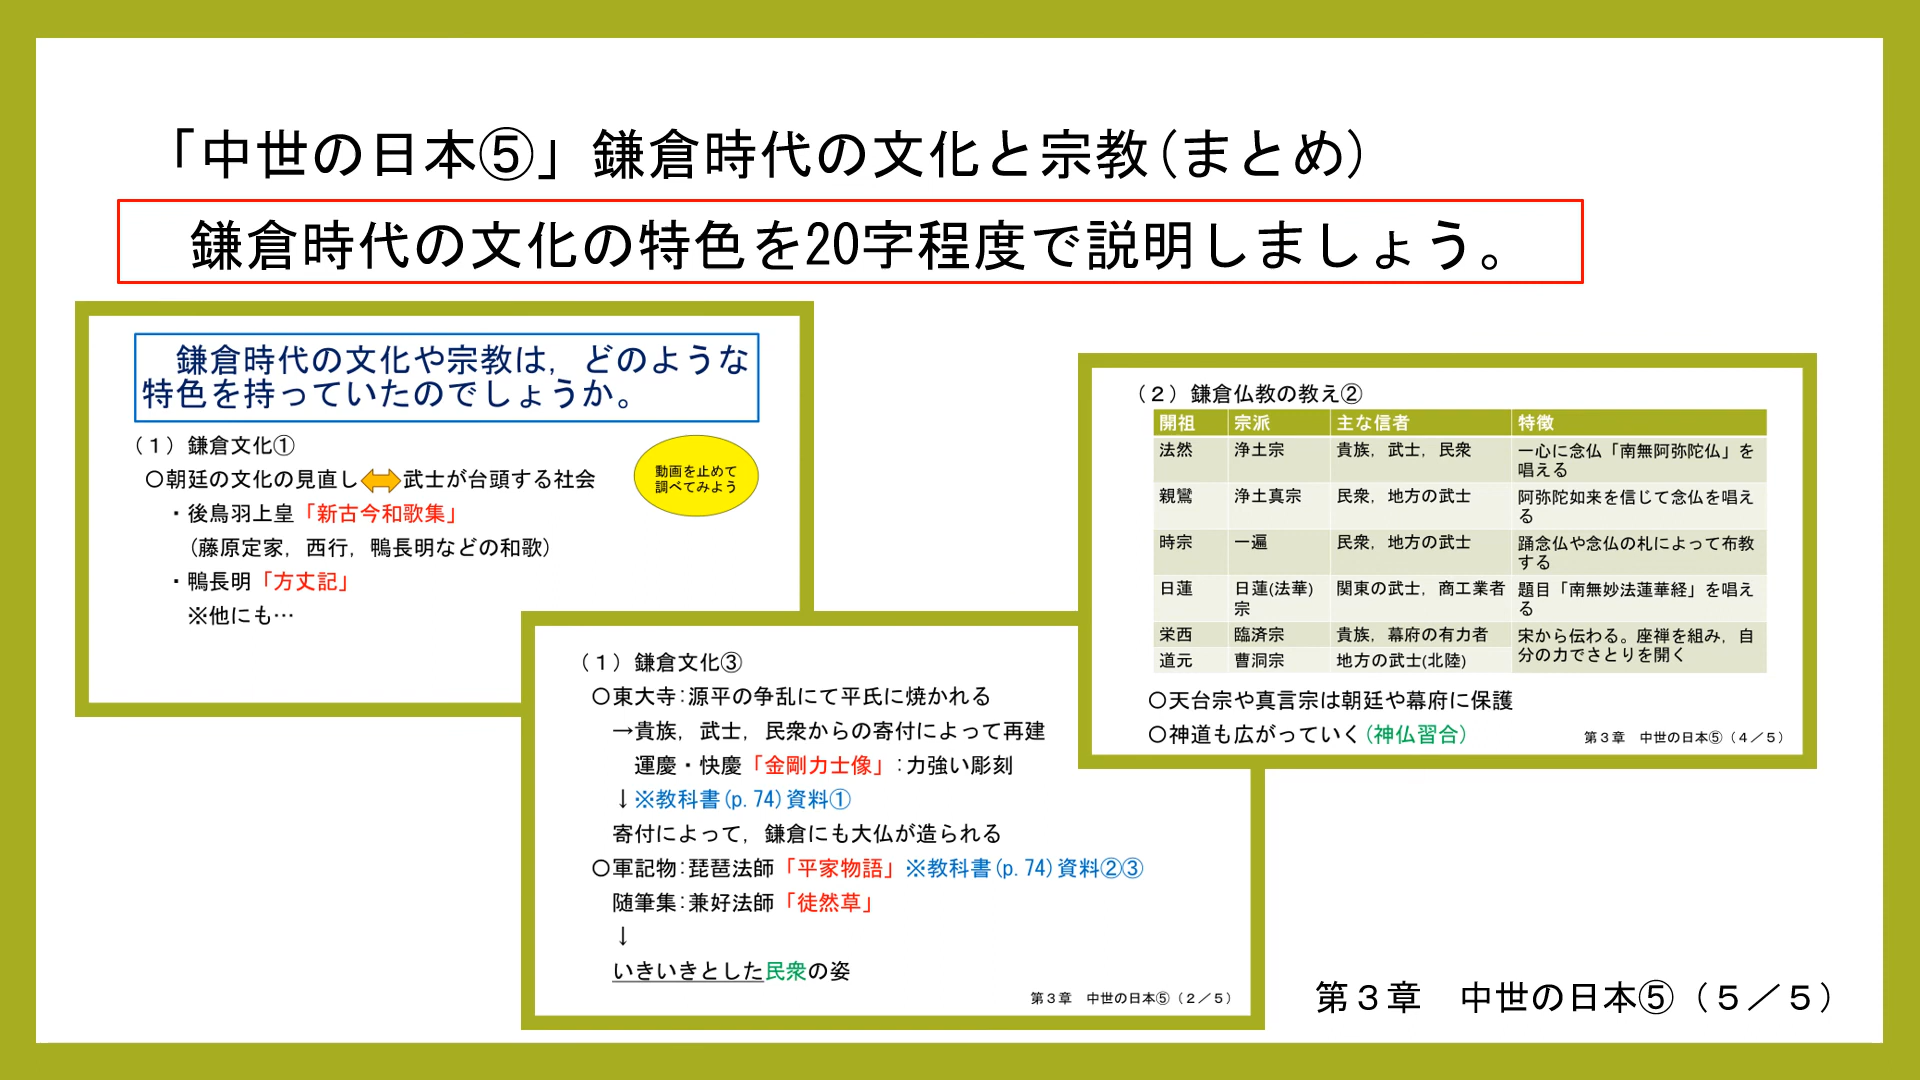 「中世の日本⑤」鎌倉時代の文化と宗教(まとめ)
鎌倉時代の文化の特色を20字程度で説明しましょう。
鎌倉時代の文化や宗教は，どのような
特色を持っていたのでしょうか。
（１）鎌倉文化①
〇朝廷の文化の見直し 武士が台頭する社会
動画を止めて
調べてみよう
・後鳥羽上皇「新古今和歌集」
（藤原定家，西行，鴨長明などの和歌）
・鴨長明「方丈記」
※他にも…
（１）鎌倉文化③
〇東大寺：源平の争乱にて平氏に焼かれる
→貴族，武士，民衆からの寄付によって再建
運慶・快慶「金剛力士像」：力強い彫刻
↓※教科書(p.74)資料①
寄付によって，鎌倉にも大仏が造られる
〇軍記物：琵琶法師「平家物語」※教科書(p.74)資料②③
随筆集：兼好法師「徒然草」
↓
いきいきとした民衆の姿
第３章　中世の日本⑤（２／５）
（２）鎌倉仏教の教え②
開祖 宗派 主な信者 特徴
法然 浄土宗 貴族，武士，民衆 一心に念仏「南無阿弥陀仏」を
唱える
親鸞 浄土真宗 民衆，地方の武士 阿弥陀如来を信じて念仏を唱え
る
時宗 一遍 民衆，地方の武士 踊念仏や念仏の札によって布教
する
日蓮 日蓮(法華)
宗 関東の武士，商工業者 題目「南無妙法蓮華経」を唱え
る
栄西 臨済宗 貴族，幕府の有力者 宋から伝わる。座禅を組み，自
分の力でさとりを開く
道元 曹洞宗 地方の武士(北陸)
〇天台宗や真言宗は朝廷や幕府に保護
〇神道も広がっていく(神仏習合)
第３章　中世の日本⑤（４／５）
第３章　中世の日本⑤（５／５）